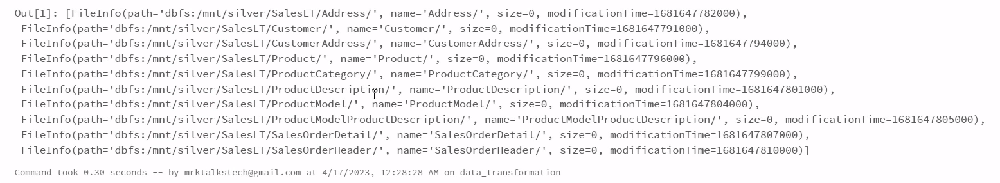 Out[1]: [FileInfo(path='dbfs:/mnt/silver/SalesLT/Address/', name='Address/', size=0, modificationTime=1681647782000),
FileInfo(path='dbfs:/mnt/silver/SalesLT/Customer/', name='Customer/', size=0, modificationTime=1681647791000),
FileInfo(path='dbfs:/mnt/silver/SalesLT/CustomerAddress/', name='CustomerAddress/', size=0, modificationTime=1681647794000),
FileInfo(path='dbfs:/mnt/silver/SalesLT/Product/', name='Product/', size=0, modificationTime=1681647796000),
FileInfo(path='dbfs:/mnt/silver/SalesLT/ProductCategory/', name='ProductCategory/', size=0, modificationTime=1681647799000),
FileInfo(path='dbfs:/mnt/silver/SalesLT/ProductDescription/', name='ProductDescription/', size=0, modificationTime=1681647801000),
FileInfo(path='dbfs:/mnt/silver/SalesLT/ProductModel/', name='ProductModel/', size=0, modificationTime=1681647804000),
FileInfo(path='dbfs:/mnt/silver/SalesLT/ProductModelProductDescription/', name='ProductModelProductDescription/', size=0, modificationTime=1681647805000),
FileInfo(path='dbfs:/mnt/silver/SalesLT/SalesOrderDetail/', name='SalesOrderDetail/', size=0, modificationTime=1681647807000),
FileInfo(path='dbfs:/mnt/silver/SalesLT/SalesOrderHeader/', name='SalesOrderHeader/', size=0, modificationTime=1681647810000)]
Command took 0.30 seconds -- by mrktalkstech@gmail.com at 4/17/2023, 12:28:28 AM on data_transformation